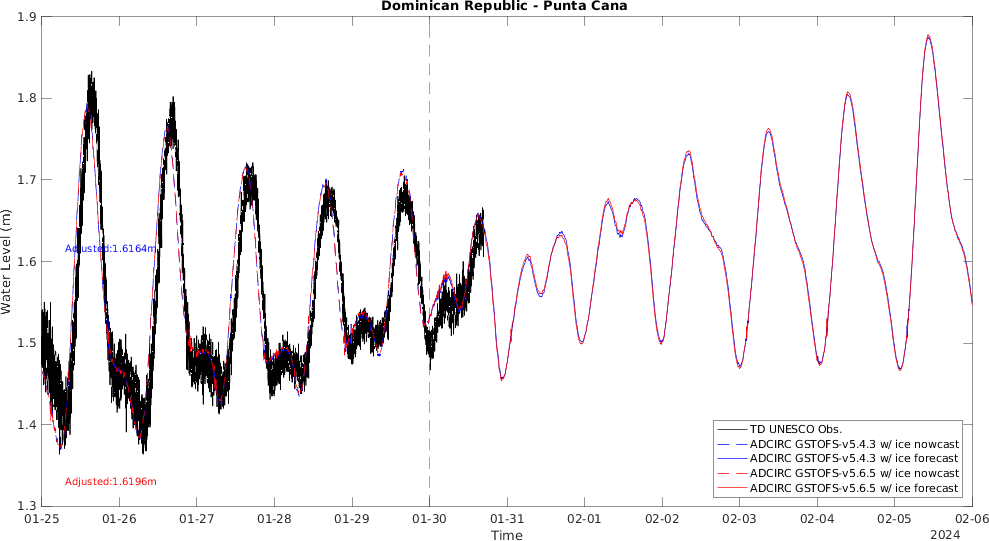 Dominican Republic - Punta Cana
1.9
1.8
1.7
1.6
1.5
1.4
1.3
Water Level (m)
Adjusted:1.6164m
Adjusted:1.6196m
TD UNESCO Obs.
ADCIRC GSTOFS-v5.4.3 w/ ice nowcast
ADCIRC GSTOFS-v5.4.3 w/ ice forecast
ADCIRC GSTOFS-v5.6.5 w/ ice nowcast
ADCIRC GSTOFS-v5.6.5 w/ ice forecast
01-25 01-26 01-27 01-28 01-29 01-30 01-31 02-01 02-02 02-03 02-04 02-05 02-06
Time
2024